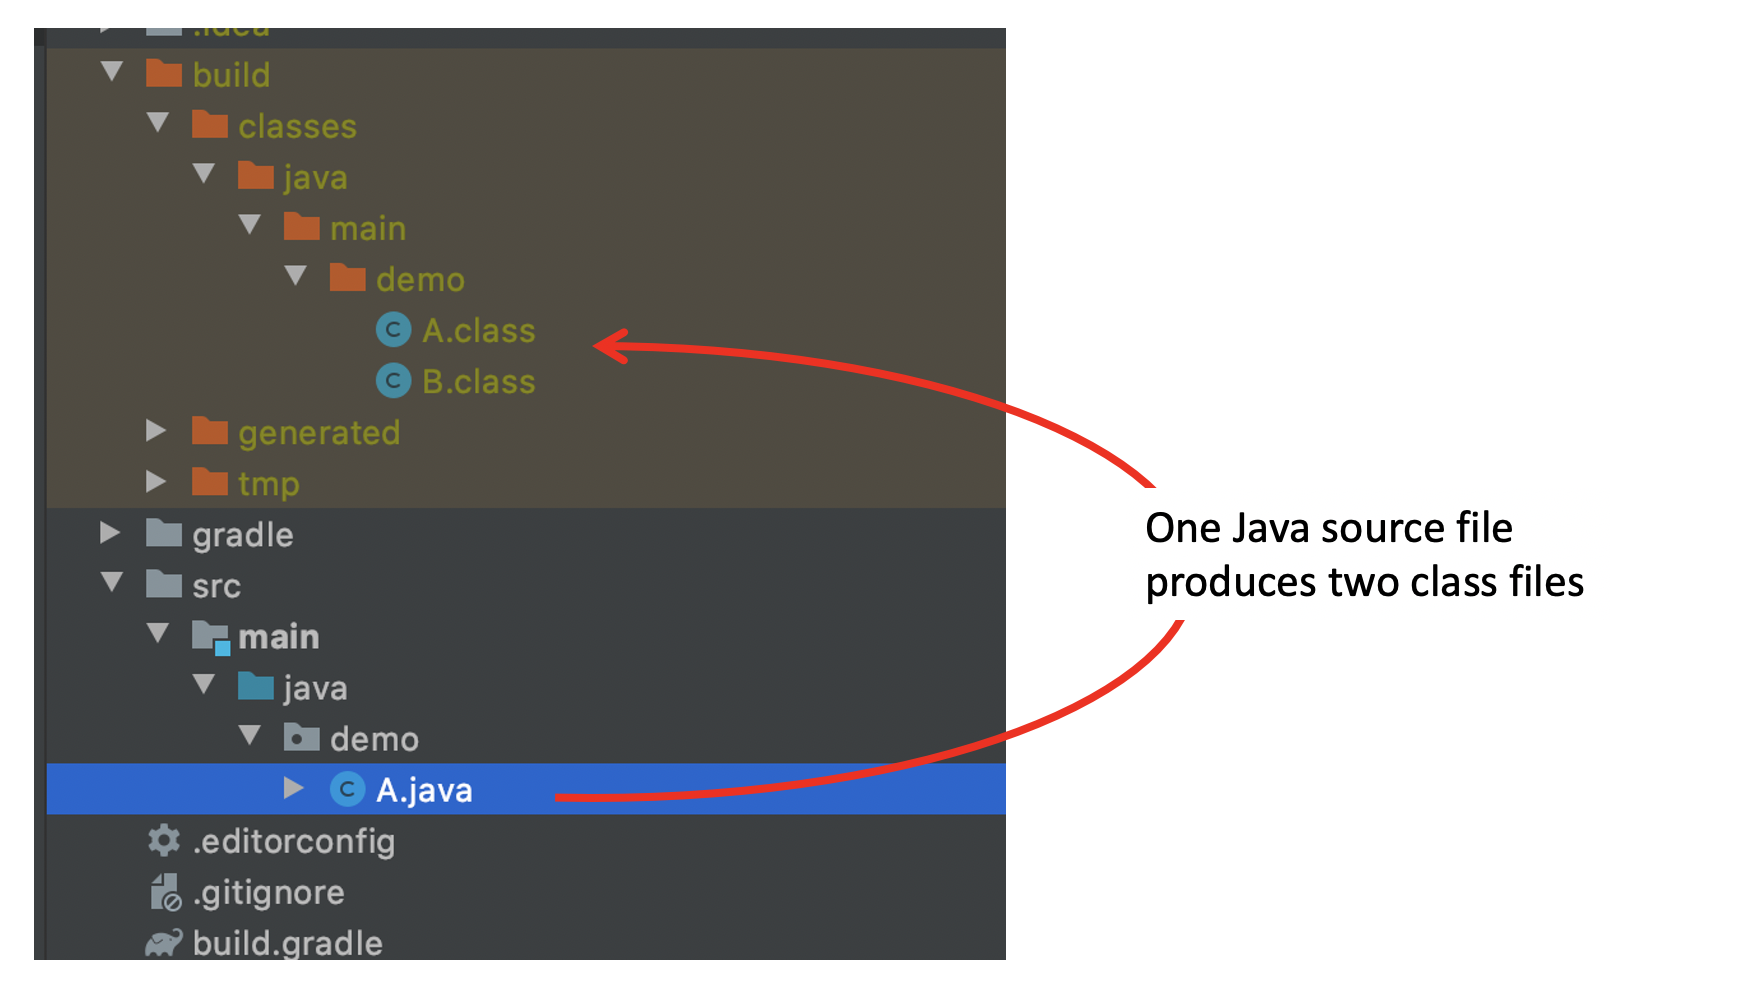 .idea
build
classes
java
main
demo
A.class
B.class
generated
tmp
gradle
src
main
java
demo
A.java
.editorconfig
.gitignore
build.gradle
One Java source file
produces two class files